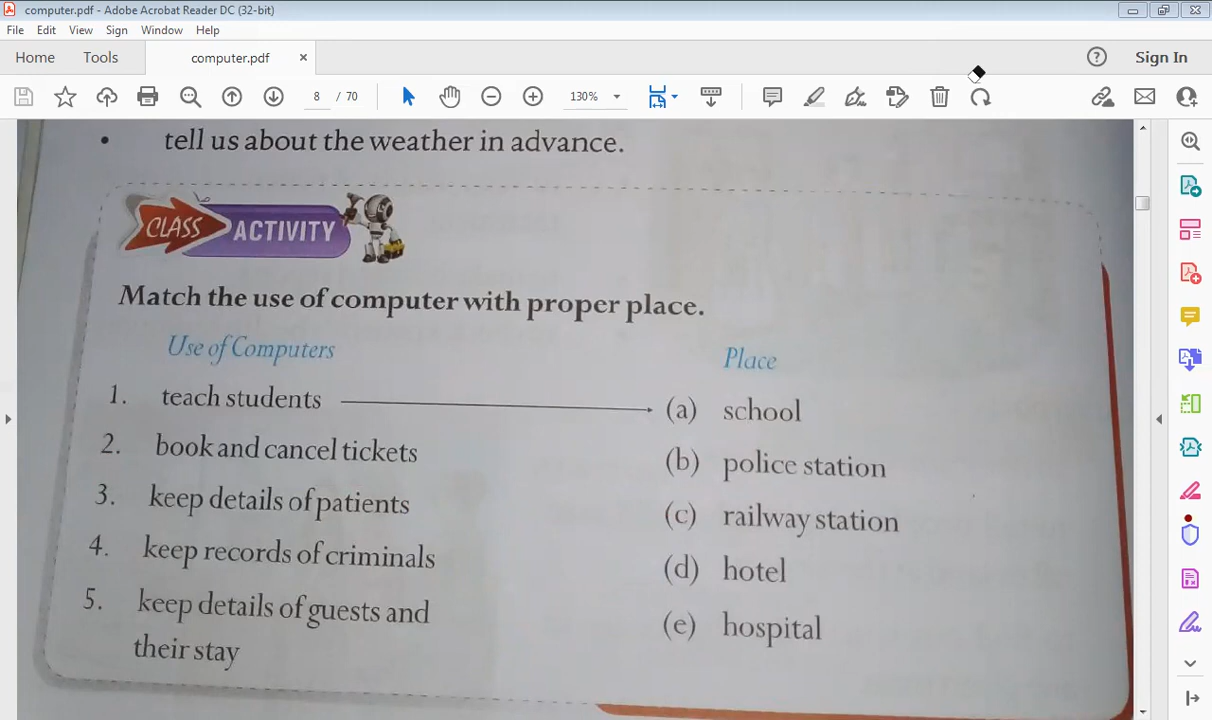 computer.pdf - Adobe Acrobat Reader DC (32-bit)
File Edit View Sign Window Help
Home Tools computer.pdf Sign In
8 / 70 130%
• tell us about the weather in advance.
CLASS ACTIVITY
Match the use of computer with proper place.
Use of Computers Place
1. teach students (a) school
2. book and cancel tickets (b) police station
3. keep details of patients (c) railway station
4. keep records of criminals (d) hotel
5. keep details of guests and (e) hospital
their stay